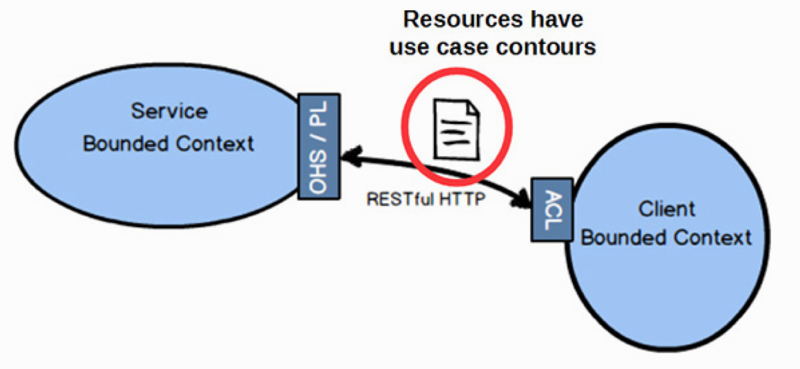 Resources have
use case contours
Service
Bounded Context
OHS / PL
RESTful HTTP
ACL
Client
Bounded Context